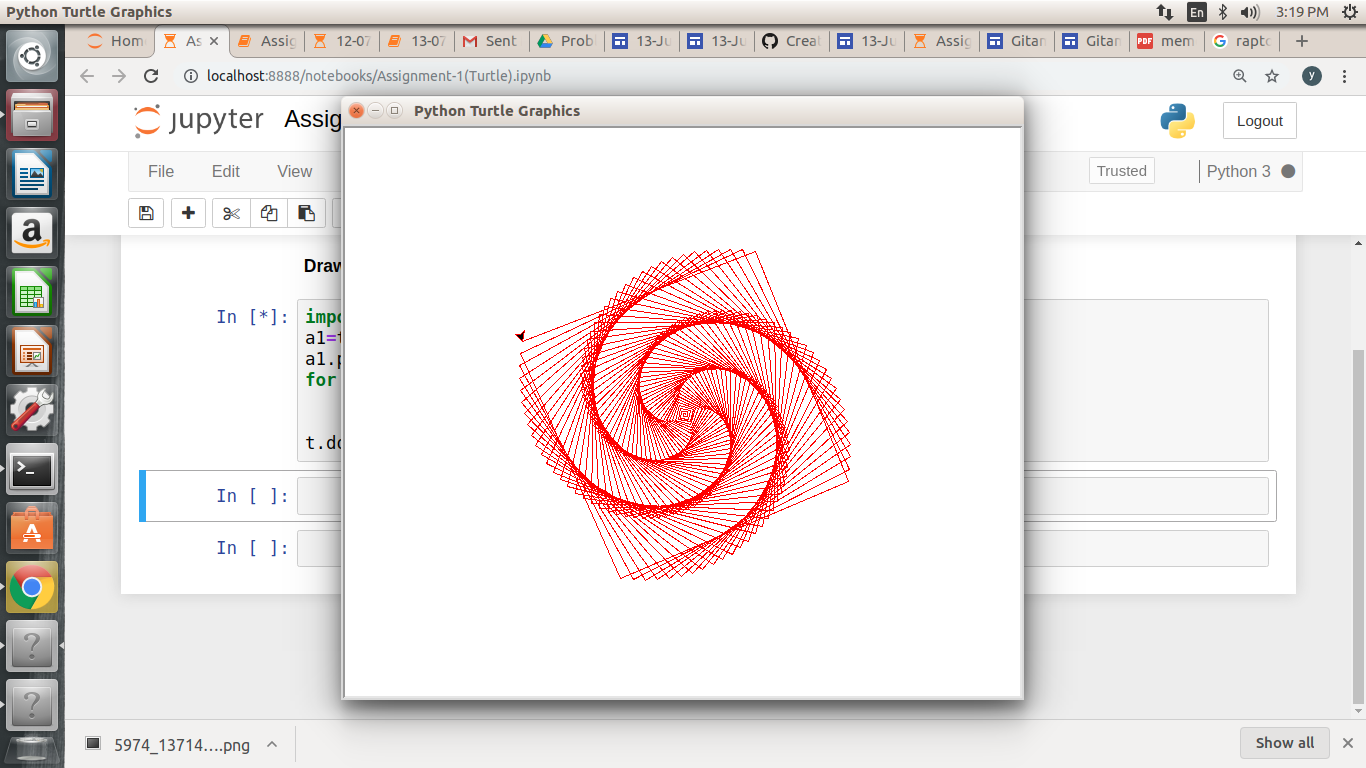 Python Turtle Graphics
En
3:19 PM
Home
As
Assig
12-07
13-07
Sent
Probl
13-Ju
13-Ju
Creat
13-Ju
Assig
Gitan
Gitan
PDF
mem
rapto
localhost:8888/notebooks/Assignment-1(Turtle).ipynb
y
Python Turtle Graphics
jupyter
Assig
Logout
File
Edit
View
Trusted
Python 3
Draw
In [*]:
impo
a1=t
a1.p
for
t.do
In [ ]:
In [ ]:
5974_13714....png
Show all